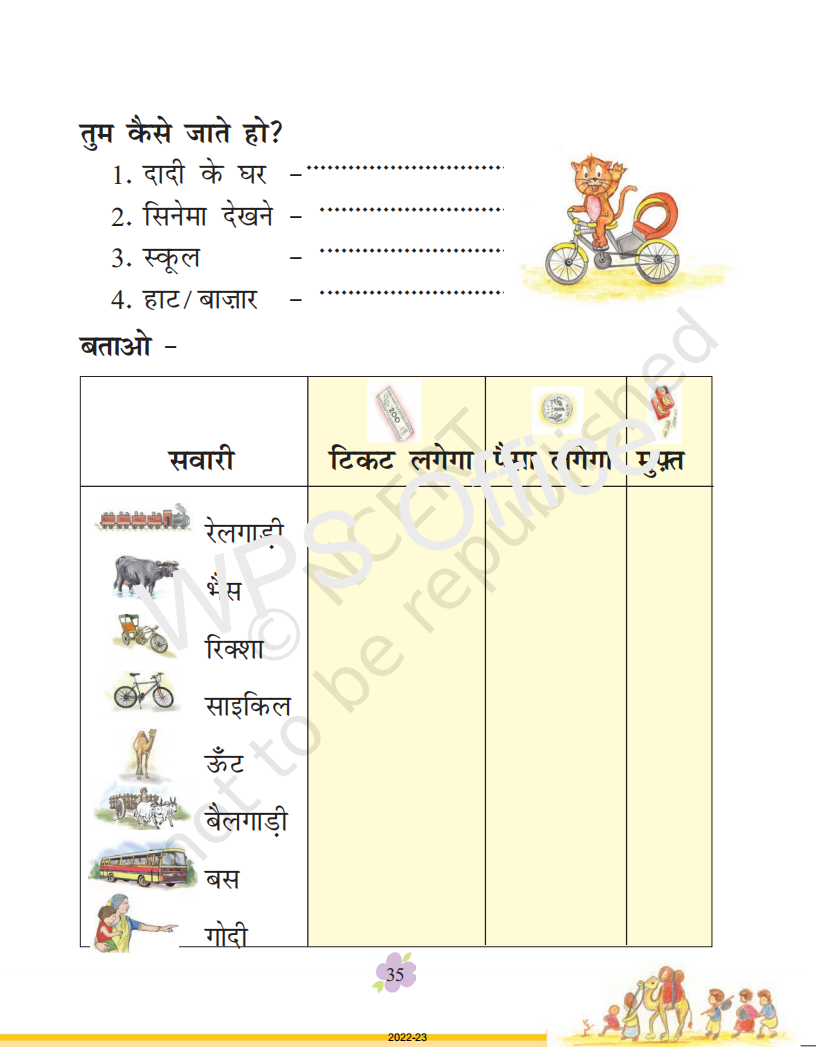 तुम कैसे जाते हो?
1. दादी के घर – ..............................
2. सिनेमा देखने – ............................
3. स्कूल – ............................
4. हाट/बाज़ार – ............................
बताओ –
सवारी टिकट लगेगा पैसा लगेगा मुफ़्त
200
रेलगाड़ी
भैंस
रिक्शा
साइकिल
ऊँट
बैलगाड़ी
बस
गोदी
WPS Office
© NCERT
not to be republished
35
2022-23